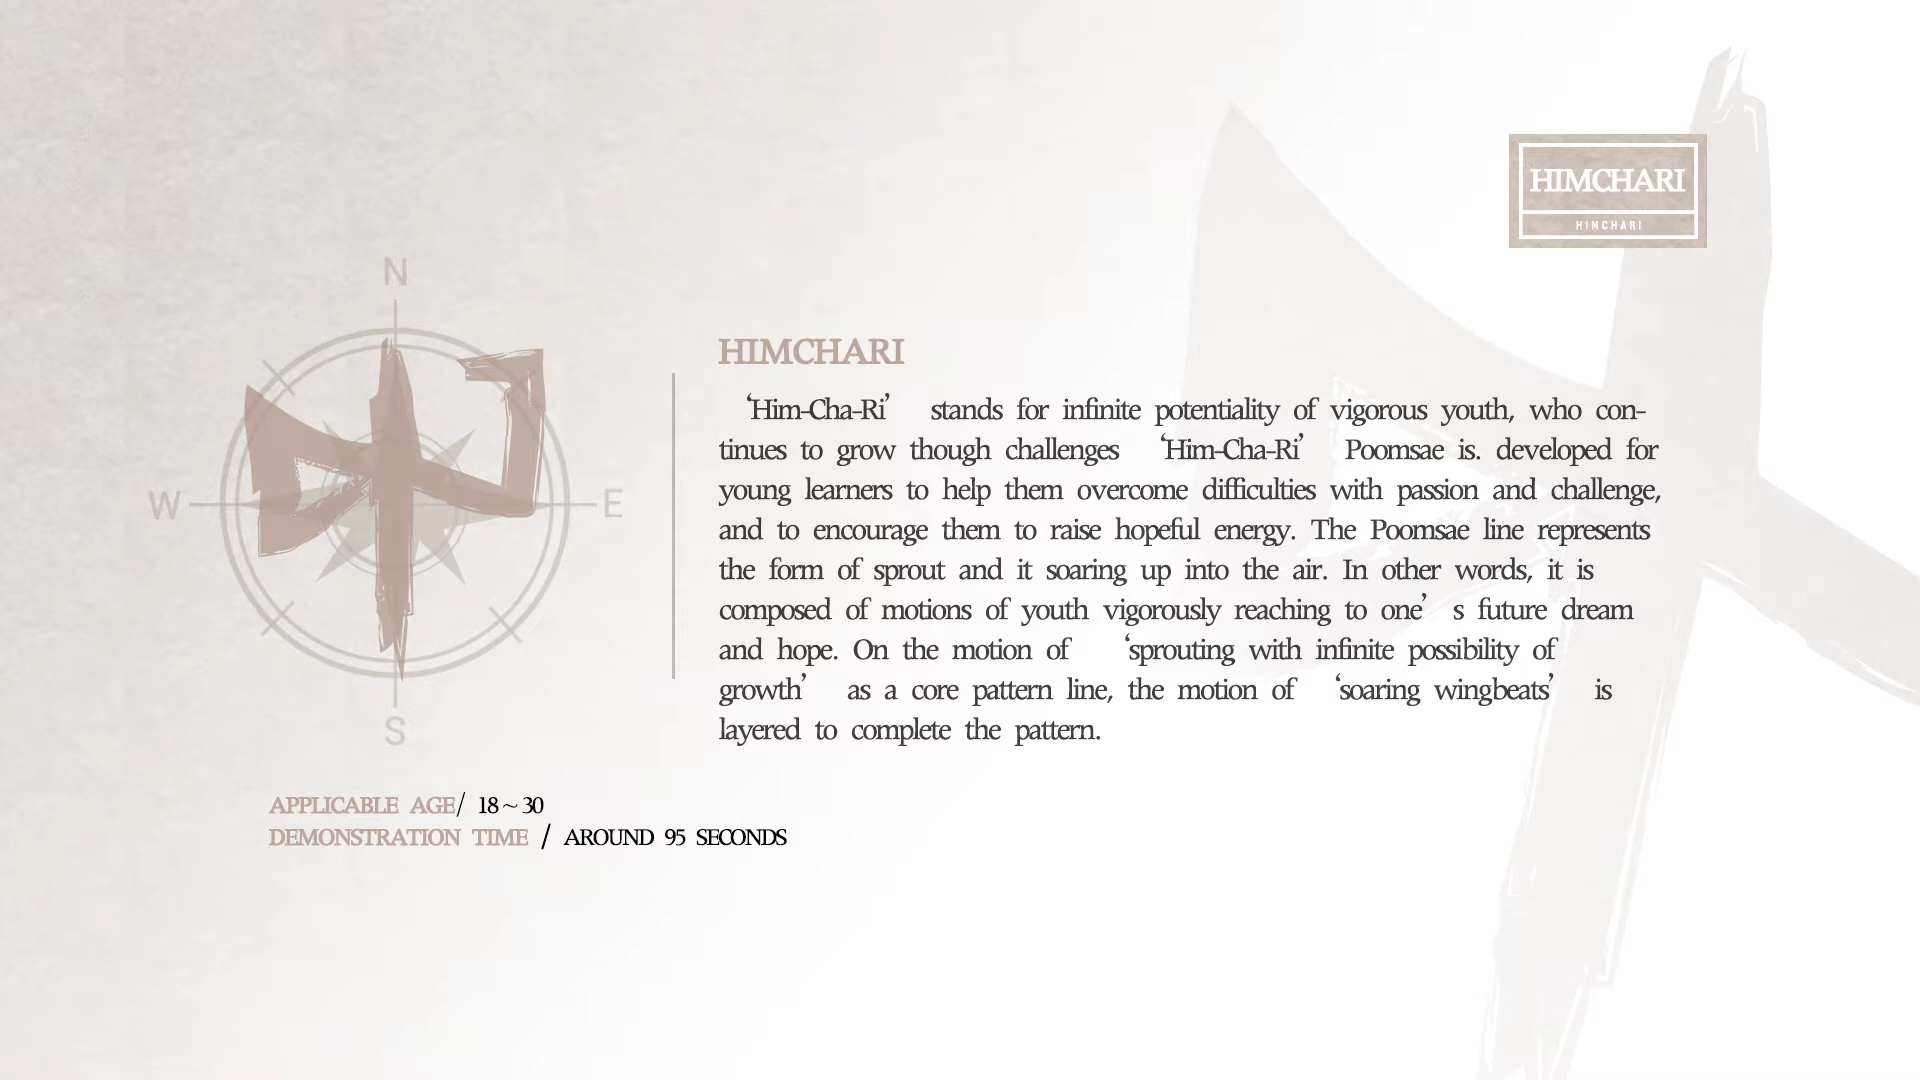 HIMCHARI
HIMCHARI
N
W
E
S
HIMCHARI
‘Him-Cha-Ri’ stands for infinite potentiality of vigorous youth, who con-
tinues to grow though challenges ‘Him-Cha-Ri’ Poomsae is. developed for
young learners to help them overcome difficulties with passion and challenge,
and to encourage them to raise hopeful energy. The Poomsae line represents
the form of sprout and it soaring up into the air. In other words, it is
composed of motions of youth vigorously reaching to one’ s future dream
and hope. On the motion of ‘sprouting with infinite possibility of
growth’ as a core pattern line, the motion of ‘soaring wingbeats’ is
layered to complete the pattern.
APPLICABLE AGE/ 18~30
DEMONSTRATION TIME / AROUND 95 SECONDS